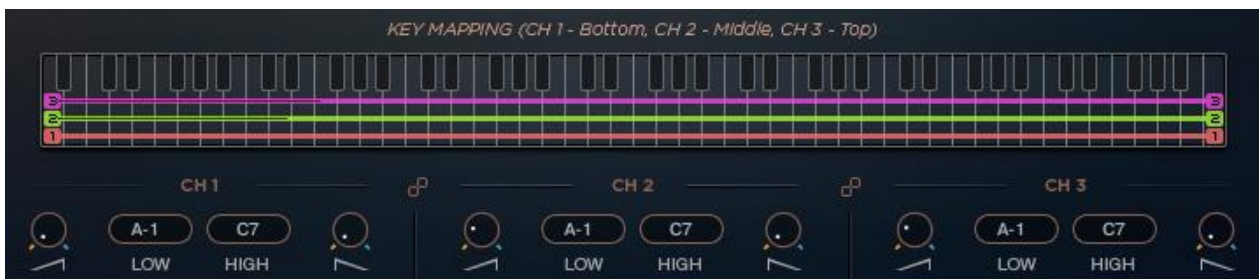 KEY MAPPING (CH 1 - Bottom, CH 2 - Middle, CH 3 - Top)
3 3
2 2
1 1
CH 1 CH 2 CH 3
A-1 C7 A-1 C7 A-1 C7
LOW HIGH LOW HIGH LOW HIGH